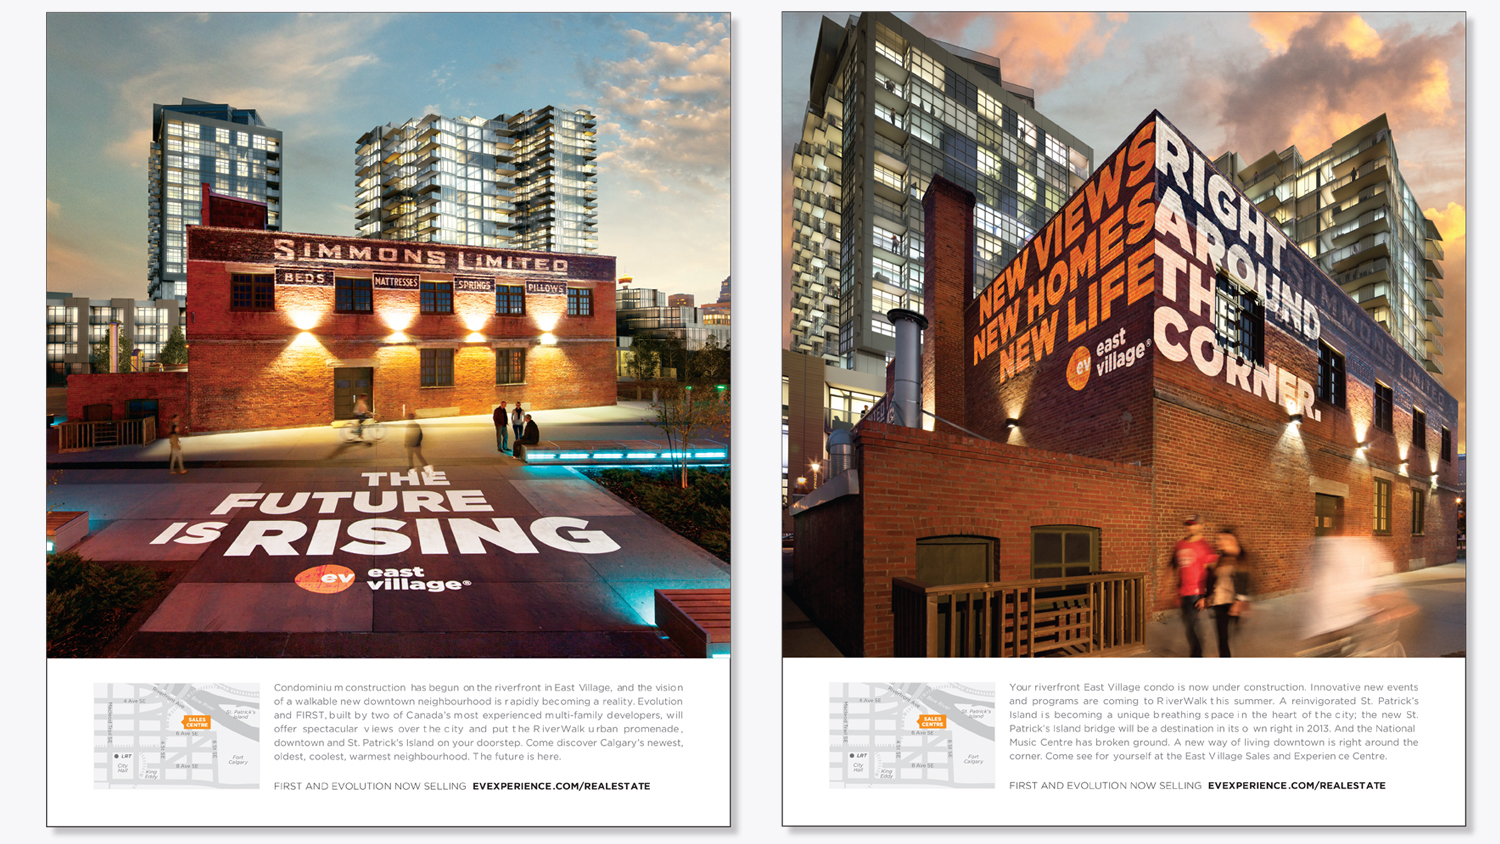 SIMMONS LIMITED
BEDS
MATTRESSES
SPRINGS
PILLOWS
THE
FUTURE
IS RISING
ev east
village®
4 Ave SE
Riverfront Ave
St. Patrick's
Island
SALES
CENTRE
6 Ave SE
LRT
City
Hall
King
Eddy
8 Ave SE
Fort
Calgary
Condominium construction has begun on the riverfront in East Village, and the vision
of a walkable new downtown neighbourhood is rapidly becoming a reality. Evolution
and FIRST, built by two of Canada's most experienced multi-family developers, will
offer spectacular views over the city and put the RiverWalk urban promenade,
downtown and St. Patrick's Island on your doorstep. Come discover Calgary's newest,
oldest, coolest, warmest neighbourhood. The future is here.
FIRST AND EVOLUTION NOW SELLING EVEXPERIENCE.COM/REALESTATE
NEW VIEWS
NEW HOMES
NEW LIFE
ev east
village®
RIGHT
AROUND
THE
CORNER.
SIMMONS LIMITED
4 Ave SE
Riverfront Ave
St. Patrick's
Island
SALES
CENTRE
6 Ave SE
LRT
City
Hall
King
Eddy
8 Ave SE
Fort
Calgary
Your riverfront East Village condo is now under construction. Innovative new events
and programs are coming to RiverWalk this summer. A reinvigorated St. Patrick's
Island is becoming a unique breathing space in the heart of the city; the new St.
Patrick's Island bridge will be a destination in its own right in 2013. And the National
Music Centre has broken ground. A new way of living downtown is right around the
corner. Come see for yourself at the East Village Sales and Experience Centre.
FIRST AND EVOLUTION NOW SELLING EVEXPERIENCE.COM/REALESTATE